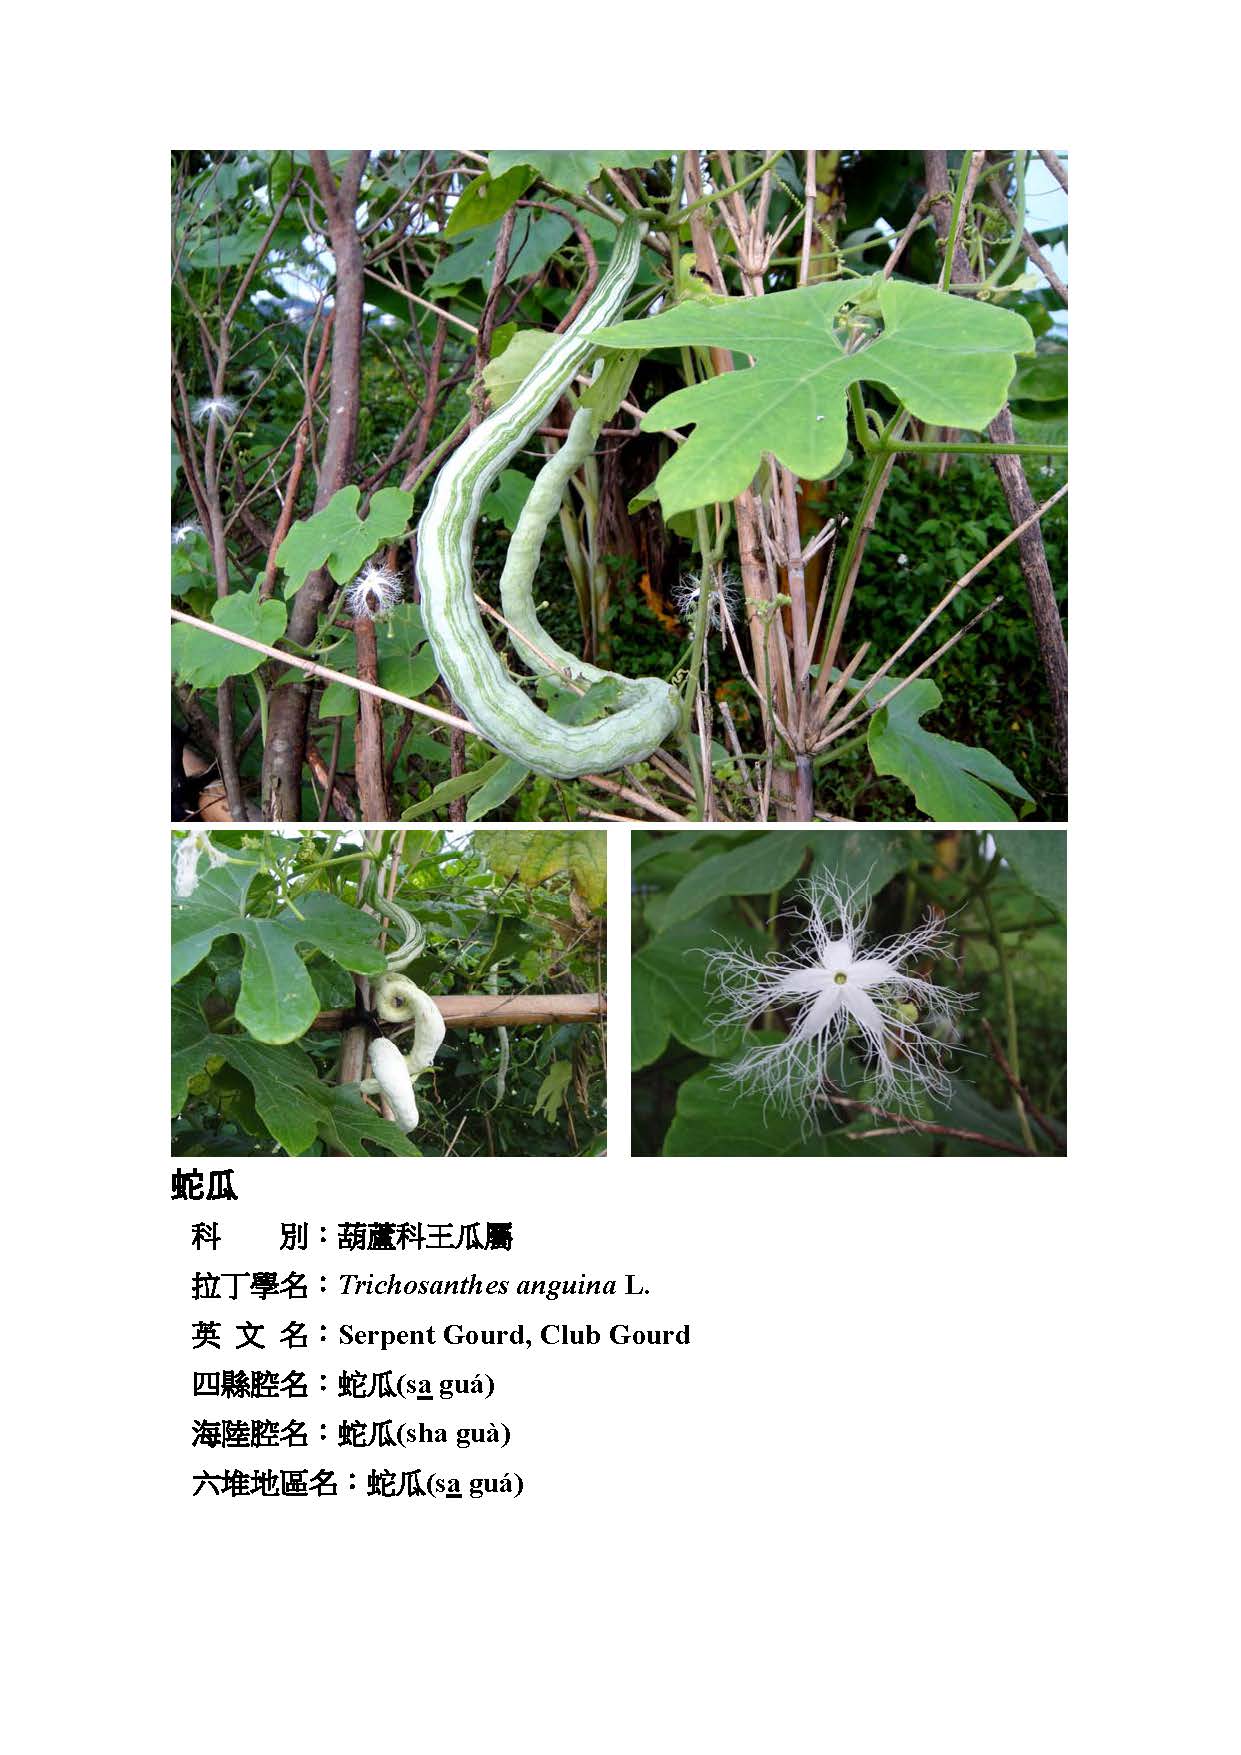 蛇瓜
科　　別：葫蘆科王瓜屬
拉丁學名：Trichosanthes anguina L.
英 文 名：Serpent Gourd, Club Gourd
四縣腔名：蛇瓜(sa guá)
海陸腔名：蛇瓜(sha guà)
六堆地區名：蛇瓜(sa guá)